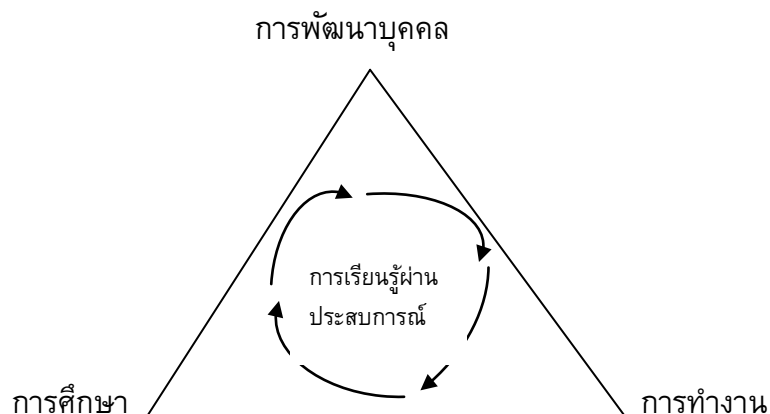 การพัฒนาบุคคล
การเรียนรู้ผ่าน
ประสบการณ์
การศึกษา
การทำงาน